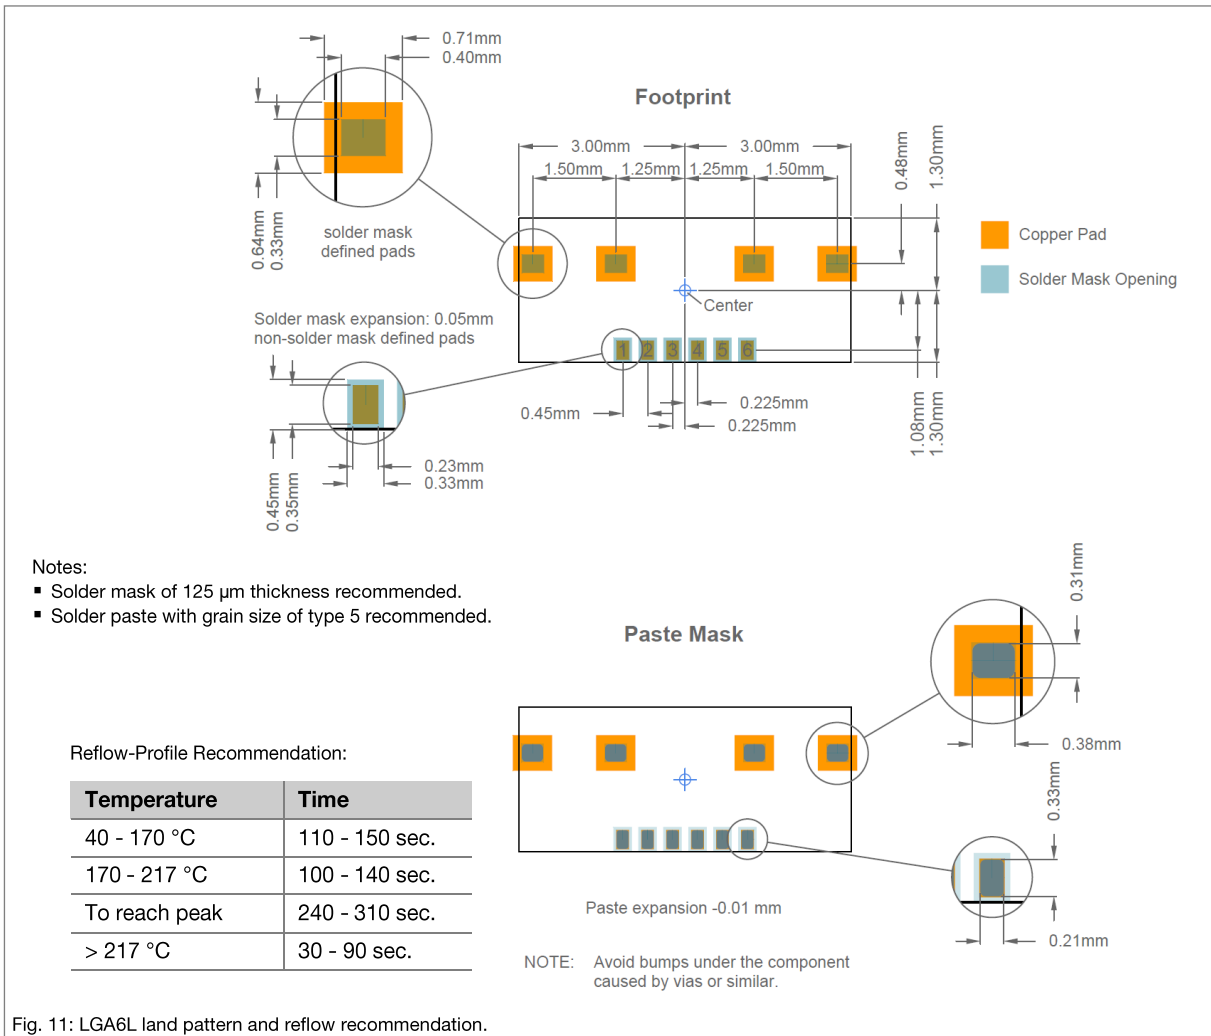 0.71mm
0.40mm
Footprint
3.00mm 3.00mm
1.50mm 1.25mm 1.25mm 1.50mm
0.48mm
1.30mm
0.64mm
0.33mm
solder mask
defined pads
Copper Pad
Solder Mask Opening
Center
Solder mask expansion: 0.05mm
non-solder mask defined pads
1 2 3 4 5 6
0.45mm
0.225mm
0.225mm
1.08mm
1.30mm
0.23mm
0.33mm
0.45mm
0.35mm
Notes:
▪ Solder mask of 125 µm thickness recommended.
▪ Solder paste with grain size of type 5 recommended.
Paste Mask
0.31mm
0.38mm
0.33mm
0.21mm
Reflow-Profile Recommendation:
Temperature Time
40 - 170 °C 110 - 150 sec.
170 - 217 °C 100 - 140 sec.
To reach peak 240 - 310 sec.
> 217 °C 30 - 90 sec.
Paste expansion -0.01 mm
NOTE: Avoid bumps under the component
caused by vias or similar.
Fig. 11: LGA6L land pattern and reflow recommendation.